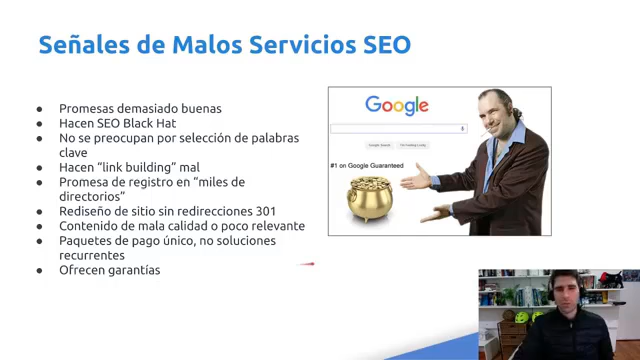 Señales de Malos Servicios SEO
● Promesas demasiado buenas
● Hacen SEO Black Hat
● No se preocupan por selección de palabras
clave
● Hacen “link building” mal
● Promesa de registro en “miles de
directorios”
● Rediseño de sitio sin redirecciones 301
● Contenido de mala calidad o poco relevante
● Paquetes de pago único, no soluciones
recurrentes
● Ofrecen garantías
Google
Google Search
#1 on Google Guaranteed